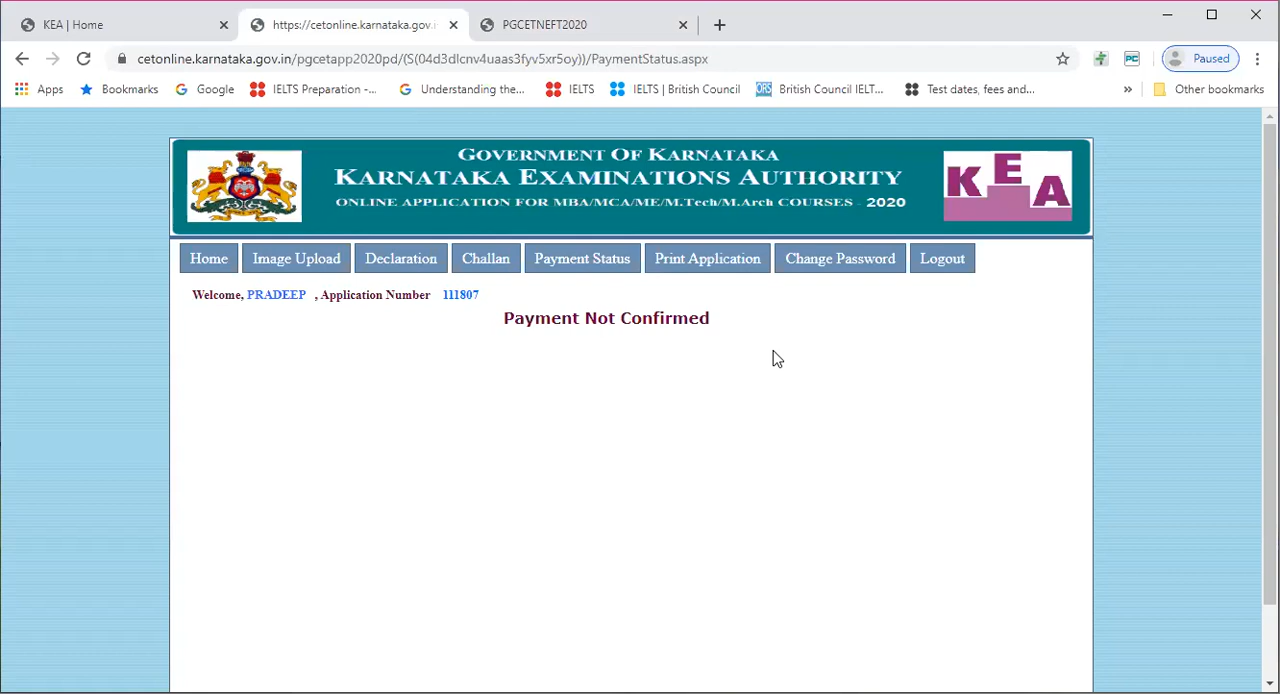 KEA | Home
https://cetonline.karnataka.gov.i
PGCETNEFT2020
cetonline.karnataka.gov.in/pgcetapp2020pd/(S(04d3dlcnv4uaas3fyv5xr5oy))/PaymentStatus.aspx
PC
Paused
Apps
Bookmarks
Google
IELTS Preparation -...
Understanding the...
IELTS
IELTS | British Council
ORS
British Council IELT...
Test dates, fees and...
»
Other bookmarks
GOVERNMENT OF KARNATAKA
KARNATAKA EXAMINATIONS AUTHORITY
ONLINE APPLICATION FOR MBA/MCA/ME/M.Tech/M.Arch COURSES - 2020
KEA
Home
Image Upload
Declaration
Challan
Payment Status
Print Application
Change Password
Logout
Welcome, PRADEEP , Application Number 111807
Payment Not Confirmed